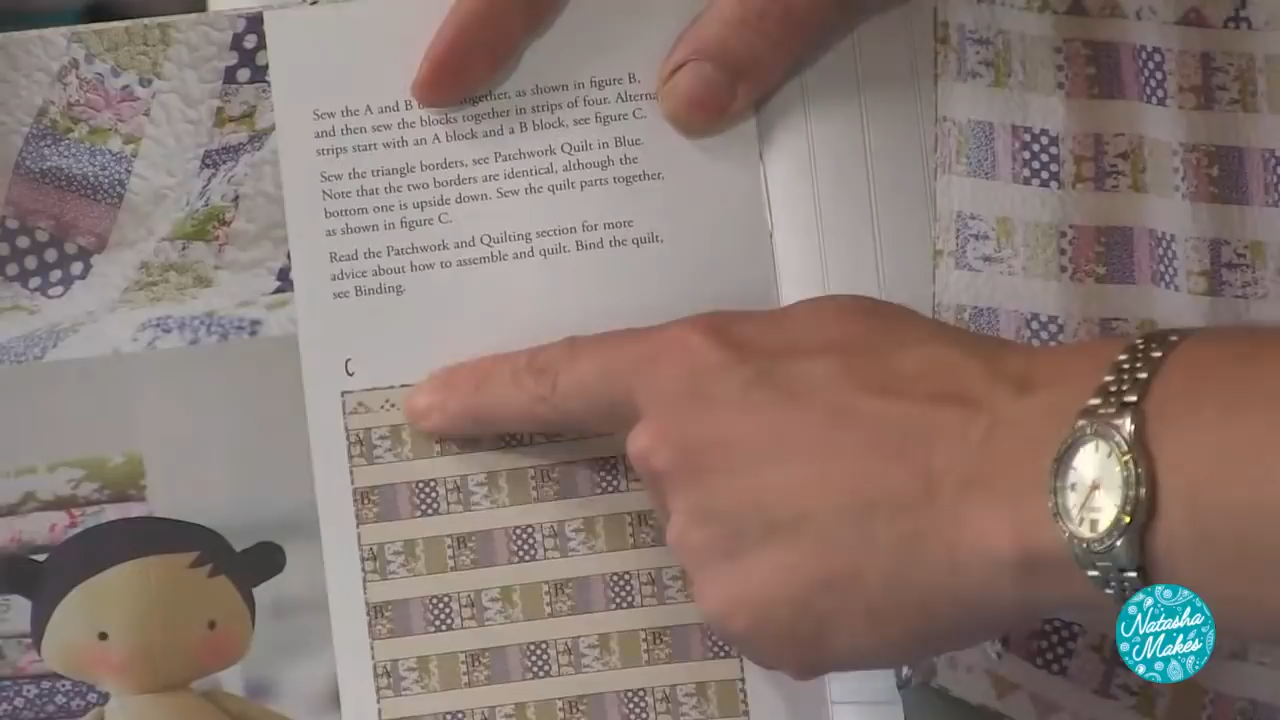 Sew the A and B together, as shown in figure B,
and then sew the blocks together in strips of four.
strips start with an A block and a B block, see figure C.
Sew the triangle borders, see Patchwork Quilt in Blue.
Note that the two borders are identical, although the
bottom one is upside down. Sew the quilt parts together,
as shown in figure C.
Read the Patchwork and Quilting section for more
advice about how to assemble and quilt. Bind the quilt,
see Binding.
C
A
B A B
A B A B
B A B A
A B A B
A B A
Natasha
Makes